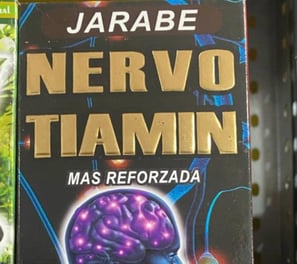 JARABE
NERVO
TIAMIN
MAS REFORZADA